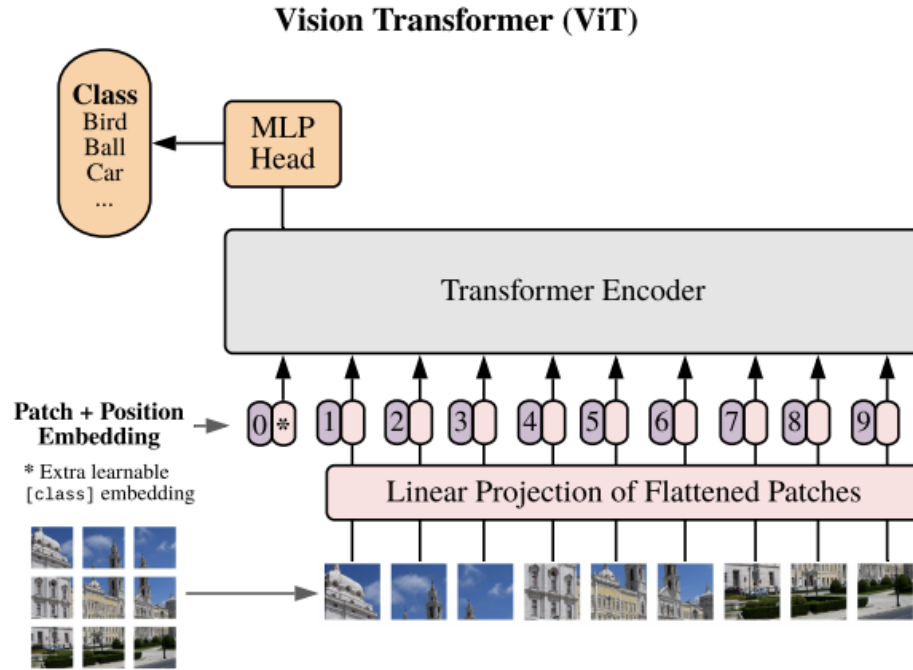 Vision Transformer (ViT)
Class
Bird
Ball
Car
...
MLP
Head
Transformer Encoder
Patch + Position
Embedding
0 * 1 2 3 4 5 6 7 8 9
* Extra learnable
[class] embedding
Linear Projection of Flattened Patches